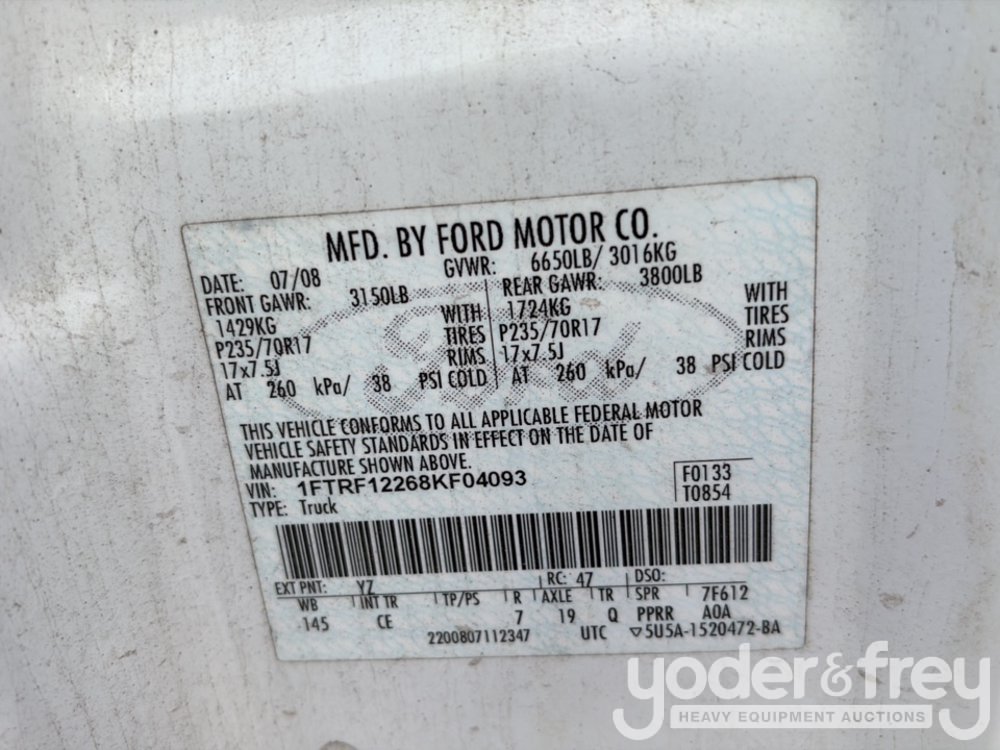 MFD. BY FORD MOTOR CO.
DATE: 07/08 GVWR: 6650LB/ 3016KG
FRONT GAWR: 3150LB REAR GAWR: 3800LB
1429KG WITH 1724KG WITH
P235/70R17 TIRES P235/70R17 TIRES
17x7.5J RIMS 17x7.5J RIMS
AT 260 kPa/ 38 PSI COLD AT 260 kPa/ 38 PSI COLD
THIS VEHICLE CONFORMS TO ALL APPLICABLE FEDERAL MOTOR
VEHICLE SAFETY STANDARDS IN EFFECT ON THE DATE OF
MANUFACTURE SHOWN ABOVE.
VIN: 1FTRF12268KF04093 F0133
TYPE: Truck T0854
EXT PNT: YZ RC: 47 DSO:
WB INT TR TP/PS R AXLE TR SPR 7F612
145 CE 7 19 Q PPRR A0A
2200807112347 UTC ▽5U5A-1520472-BA
yoder&frey
HEAVY EQUIPMENT AUCTIONS